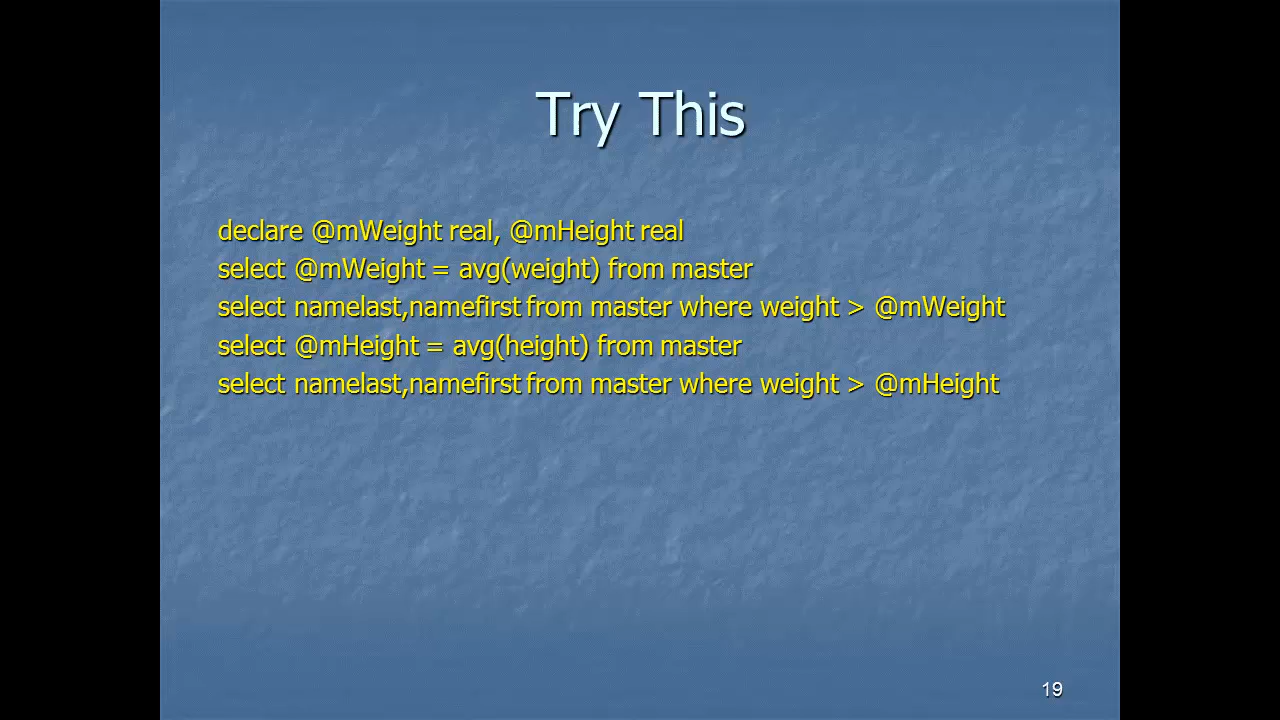 Try This
declare @mWeight real, @mHeight real
select @mWeight = avg(weight) from master
select namelast,namefirst from master where weight > @mWeight
select @mHeight = avg(height) from master
select namelast,namefirst from master where weight > @mHeight
19